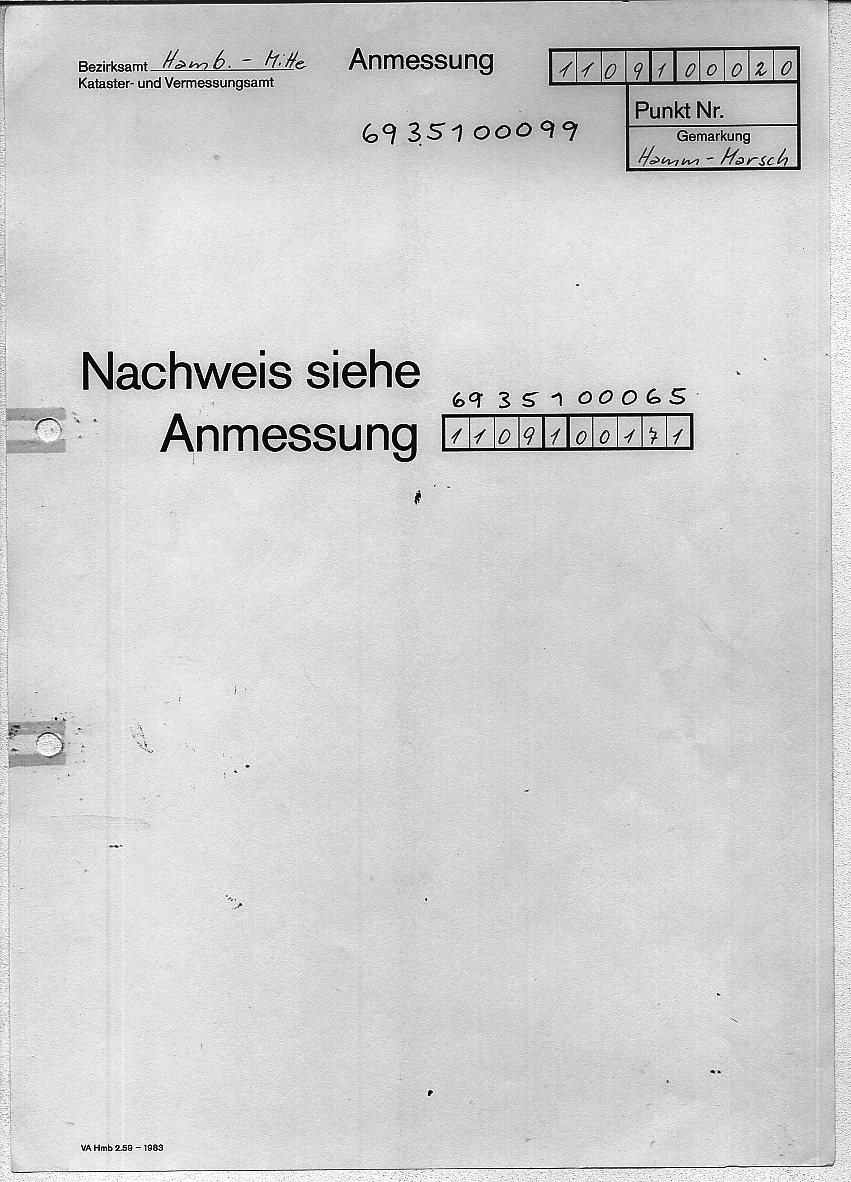 Bezirksamt Hamb. - Mitte
Kataster- und Vermessungsamt
Anmessung
1109100020
Punkt Nr.
Gemarkung
Hamm - Marsch
6935100099
Nachweis siehe
Anmessung
6935100065
1109100171
VA Hmb 2.59 – 1983